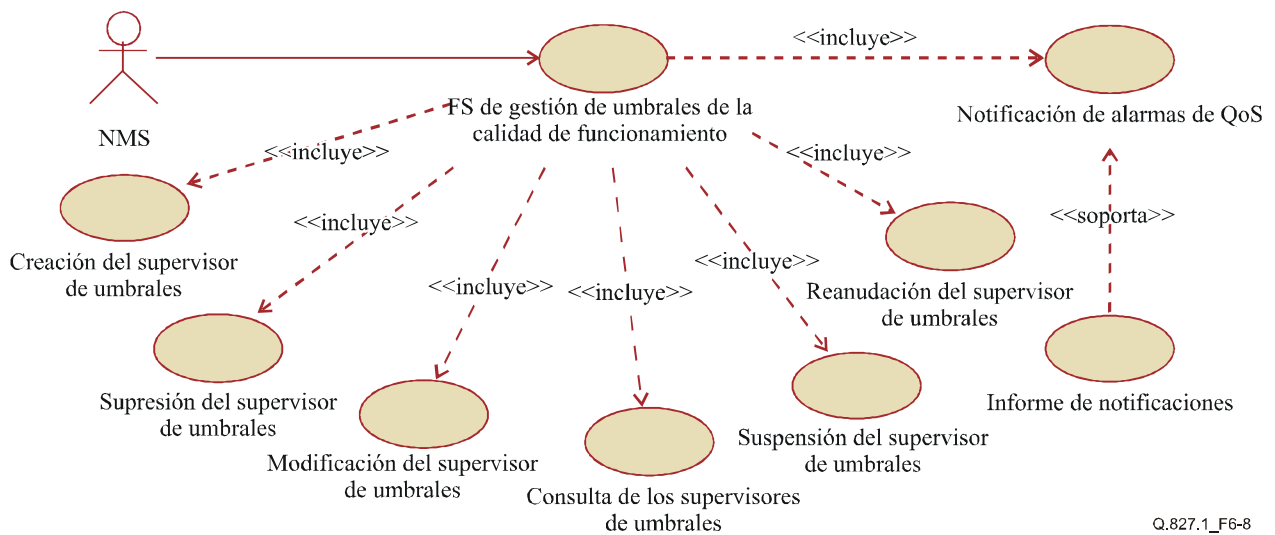 <<incluye>>
NMS
FS de gestión de umbrales de la
calidad de funcionamiento
Notificación de alarmas de QoS
<<incluye>>
<<incluye>>
<<incluye>>
<<soporta>>
Creación del supervisor
de umbrales
<<incluye>>
<<incluye>>
<<incluye>>
Reanudación del supervisor
de umbrales
Supresión del supervisor
de umbrales
Informe de notificaciones
Modificación del supervisor
de umbrales
Suspensión del supervisor
de umbrales
Consulta de los supervisores
de umbrales
Q.827.1_F6-8